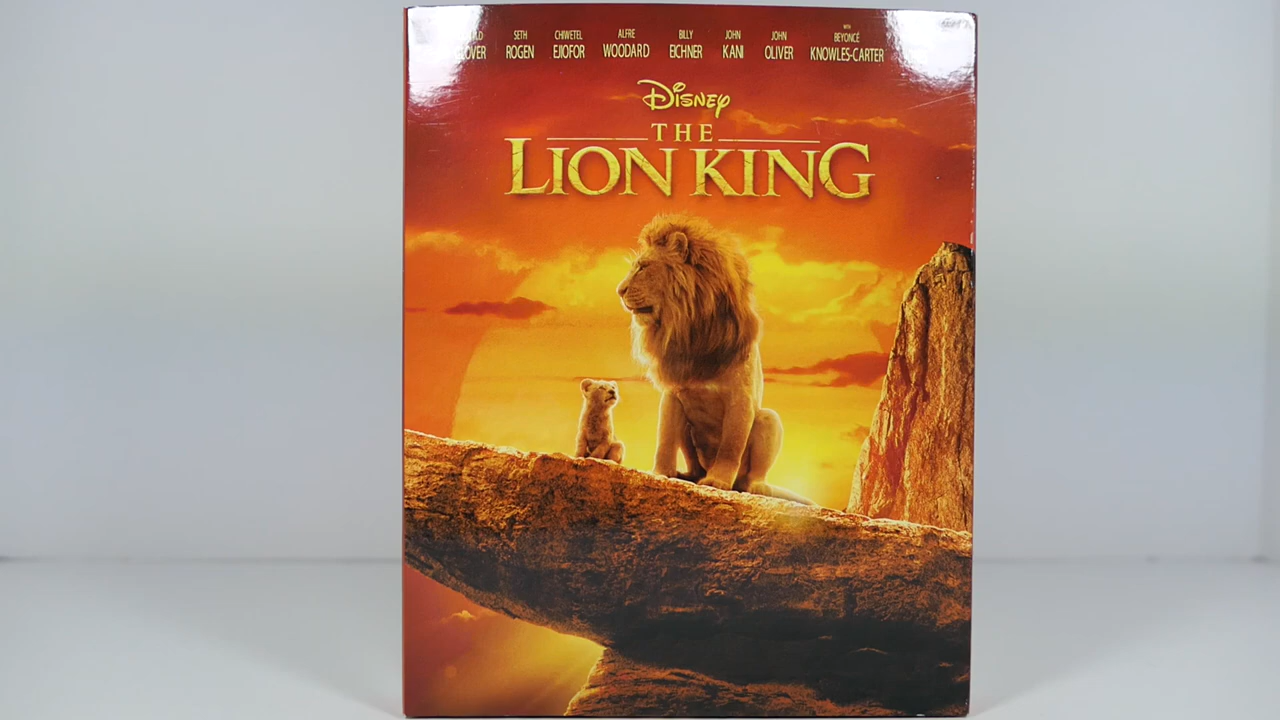 SETH
ROGEN
CHIWETEL
EJIOFOR
ALFRE
WOODARD
BILLY
EICHNER
JOHN
KANI
JOHN
OLIVER
WITH
BEYONCÉ
KNOWLES-CARTER
DISNEY
THE
LION KING